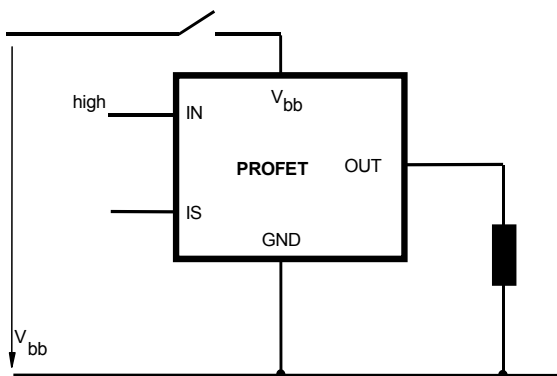 high
V bb
IN
PROFET
OUT
IS
GND
V bb